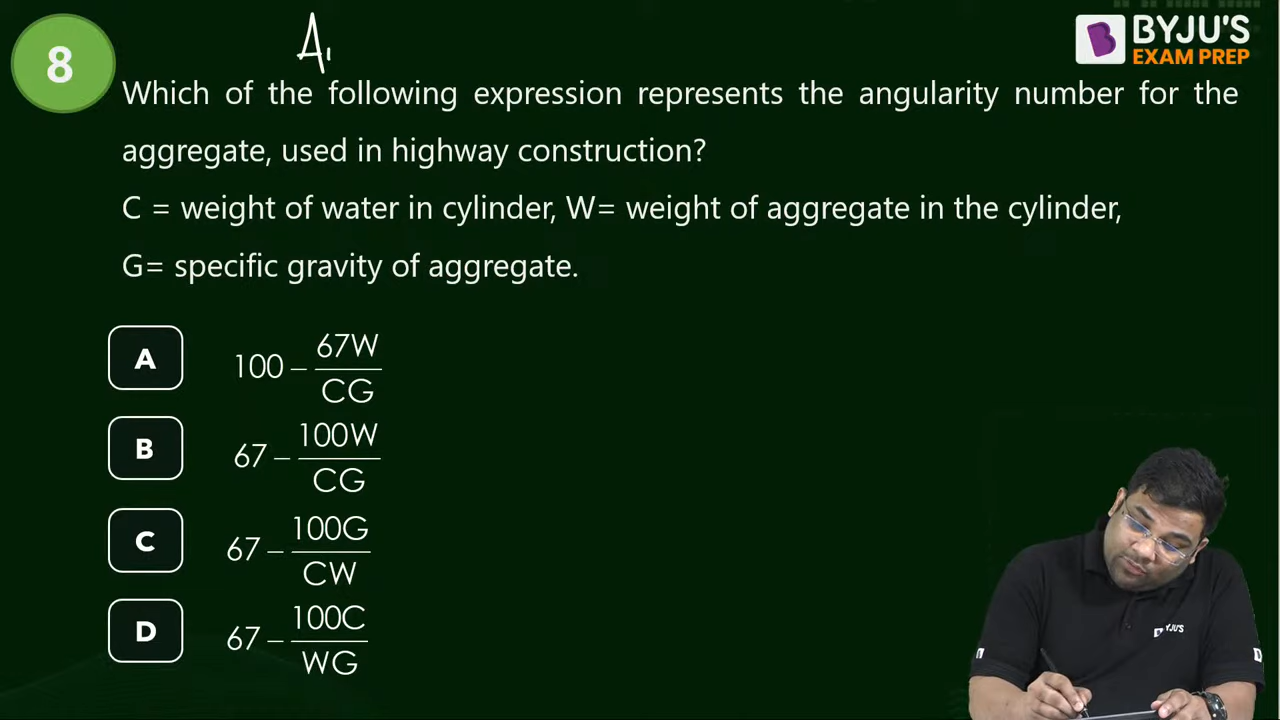 8
A.
BYJU'S
EXAM PREP
Which of the following expression represents the angularity number for the
aggregate, used in highway construction?
C = weight of water in cylinder, W= weight of aggregate in the cylinder,
G= specific gravity of aggregate.
A 100 – 67W/CG
B 67 – 100W/CG
C 67 – 100G/CW
D 67 – 100C/WG
BYJU'S